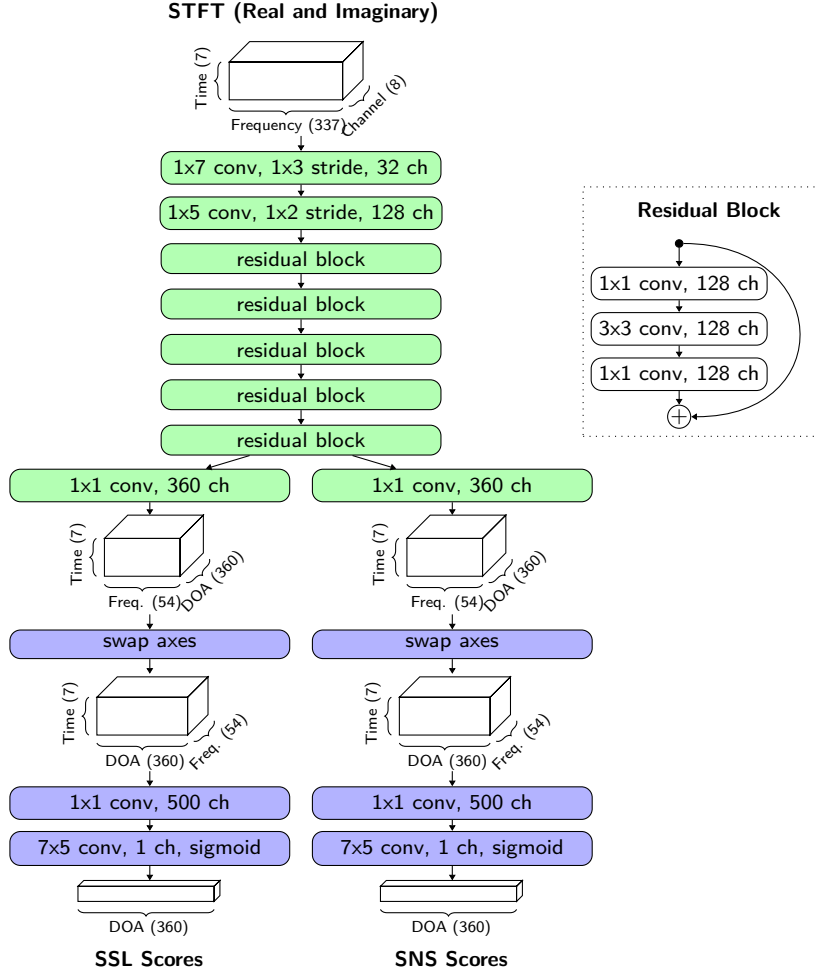 STFT (Real and Imaginary)
Time (7)
Channel (8)
Frequency (337)
1x7 conv, 1x3 stride, 32 ch
1x5 conv, 1x2 stride, 128 ch
residual block
residual block
residual block
residual block
residual block
Residual Block
1x1 conv, 128 ch
3x3 conv, 128 ch
1x1 conv, 128 ch
+
1x1 conv, 360 ch
Time (7)
DOA (360)
Freq. (54)
swap axes
Time (7)
Freq. (54)
DOA (360)
1x1 conv, 500 ch
7x5 conv, 1 ch, sigmoid
DOA (360)
SSL Scores
1x1 conv, 360 ch
Time (7)
DOA (360)
Freq. (54)
swap axes
Time (7)
Freq. (54)
DOA (360)
1x1 conv, 500 ch
7x5 conv, 1 ch, sigmoid
DOA (360)
SNS Scores